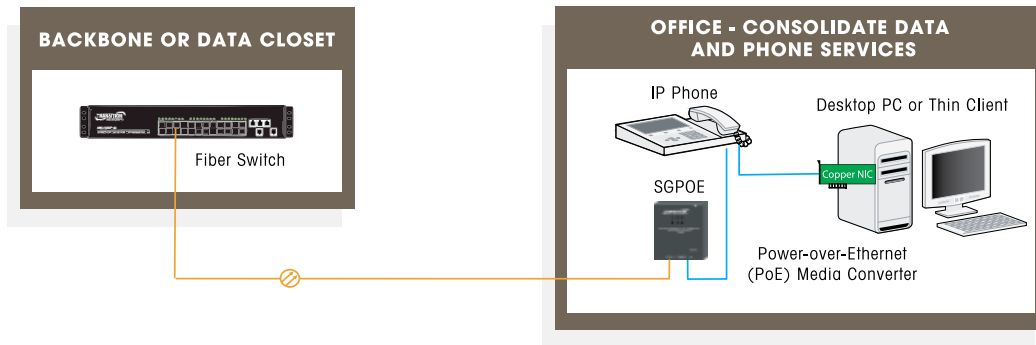 BACKBONE OR DATA CLOSET
TRANSITION
Fiber Switch
OFFICE - CONSOLIDATE DATA
AND PHONE SERVICES
IP Phone
Desktop PC or Thin Client
Copper NIC
SGPOE
Power-over-Ethernet
(PoE) Media Converter